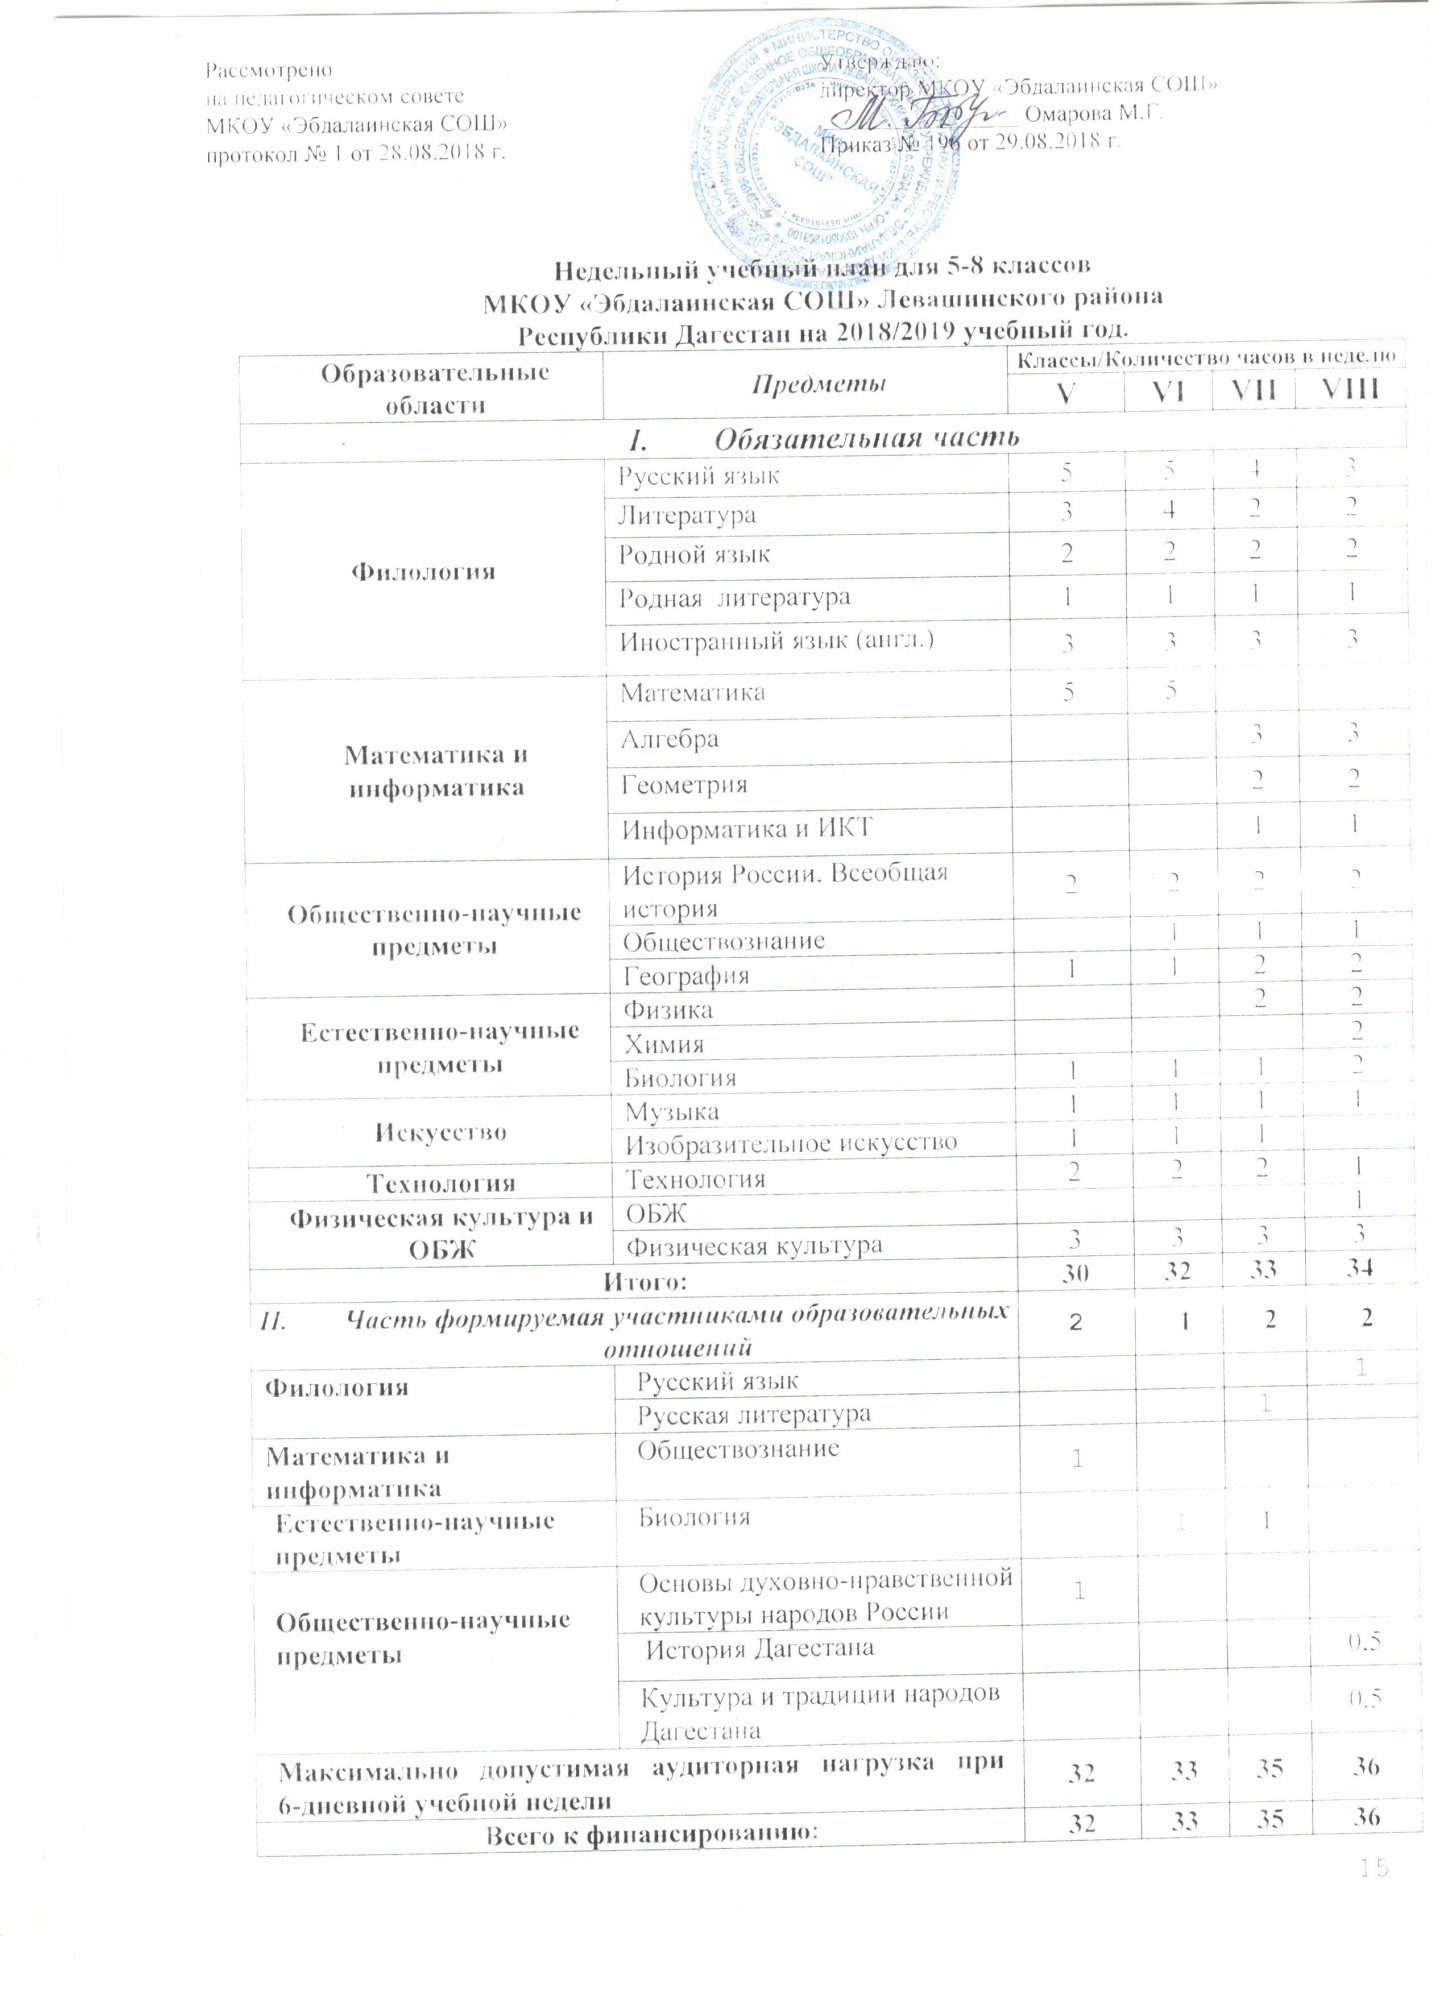 Рассмотрено
на педагогическом совете
МКОУ «Эбдалаинская СОШ»
протокол № 1 от 28.08.2018 г.
Утверждаю:
директор МКОУ «Эбдалаинская СОШ»
Омарова М.Г.
Приказ № 196 от 29.08.2018 г.
"ЭБДАЛАИНСКАЯ
СОШ"
Недельный учебный план для 5-8 классов
МКОУ «Эбдалаинская СОШ» Левашинского района
Республики Дагестан на 2018/2019 учебный год.
Образовательные области Предметы Классы/Количество часов в неделю
V VI VII VIII
I. Обязательная часть
Филология
Русский язык 5 5 4 3
Литература 3 4 2 2
Родной язык 2 2 2 2
Родная литература 1 1 1 1
Иностранный язык (англ.) 3 3 3 3
Математика и
информатика
Математика 5 5
Алгебра 3 3
Геометрия 2 2
Информатика и ИКТ 1 1
Общественно-научные
предметы
История России. Всеобщая
история 2 2 2 2
Обществознание 1 1 1
География 1 1 2 2
Естественно-научные
предметы
Физика 2 2
Химия 2
Биология 1 1 1 2
Искусство
Музыка 1 1 1 1
Изобразительное искусство 1 1 1
Технология Технология 2 2 2 1
Физическая культура и
ОБЖ
ОБЖ 1
Физическая культура 3 3 3 3
Итого: 30 32 33 34
II. Часть формируемая участниками образовательных
отношений 2 1 2 2
Филология
Русский язык 1
Русская литература 1
Математика и
информатика
Обществознание 1
Естественно-научные
предметы
Биология 1 1
Общественно-научные
предметы
Основы духовно-нравственной
культуры народов России 1
История Дагестана 0.5
Культура и традиции народов
Дагестана 0.5
Максимально допустимая аудиторная нагрузка при
6-дневной учебной недели 32 33 35 36
Всего к финансированию: 32 33 35 36
15